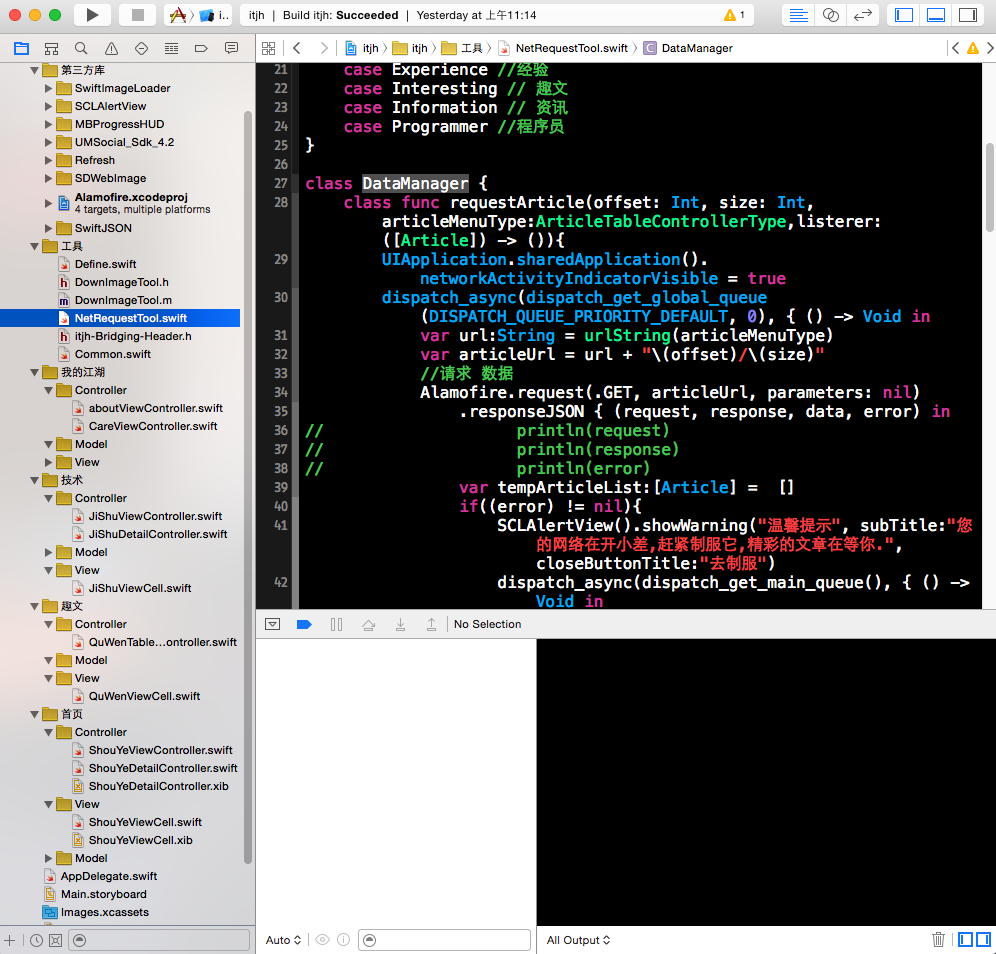 i..
itjh | Build itjh: Succeeded | Yesterday at 上午11:14
1
itjh
itjh
工具
NetRequestTool.swift
C DataManager
第三方库
SwiftImageLoader
SCLAlertView
MBProgressHUD
UMSocial_Sdk_4.2
Refresh
SDWebImage
Alamofire.xcodeproj
4 targets, multiple platforms
SwiftJSON
工具
Define.swift
h DownImageTool.h
m DownImageTool.m
NetRequestTool.swift
h itjh-Bridging-Header.h
Common.swift
我的江湖
Controller
aboutViewController.swift
CareViewController.swift
Model
View
技术
Controller
JiShuViewController.swift
JiShuDetailController.swift
Model
View
JiShuViewCell.swift
趣文
Controller
QuWenTable...ontroller.swift
Model
View
QuWenViewCell.swift
首页
Controller
ShouYeViewController.swift
ShouYeDetailController.swift
ShouYeDetailController.xib
View
ShouYeViewCell.swift
ShouYeViewCell.xib
Model
AppDelegate.swift
Main.storyboard
Images.xcassets
21 case Experience //经验
22 case Interesting // 趣文
23 case Information // 资讯
24 case Programmer //程序员
25 }
26
27 class DataManager {
28 class func requestArticle(offset: Int, size: Int,
articleMenuType:ArticleTableControllerType,listerer:
([Article]) -> ()){
29 UIApplication.sharedApplication().
networkActivityIndicatorVisible = true
30 dispatch_async(dispatch_get_global_queue
(DISPATCH_QUEUE_PRIORITY_DEFAULT, 0), { () -> Void in
31 var url:String = urlString(articleMenuType)
32 var articleUrl = url + "\(offset)/\(size)"
33 //请求 数据
34 Alamofire.request(.GET, articleUrl, parameters: nil)
35 .responseJSON { (request, response, data, error) in
36 // println(request)
37 // println(response)
38 // println(error)
39 var tempArticleList:[Article] = []
40 if((error) != nil){
41 SCLAlertView().showWarning("温馨提示", subTitle:"您
的网络在开小差,赶紧制服它,精彩的文章在等你.",
closeButtonTitle:"去制服")
42 dispatch_async(dispatch_get_main_queue(), { () ->
Void in
No Selection
Auto
All Output